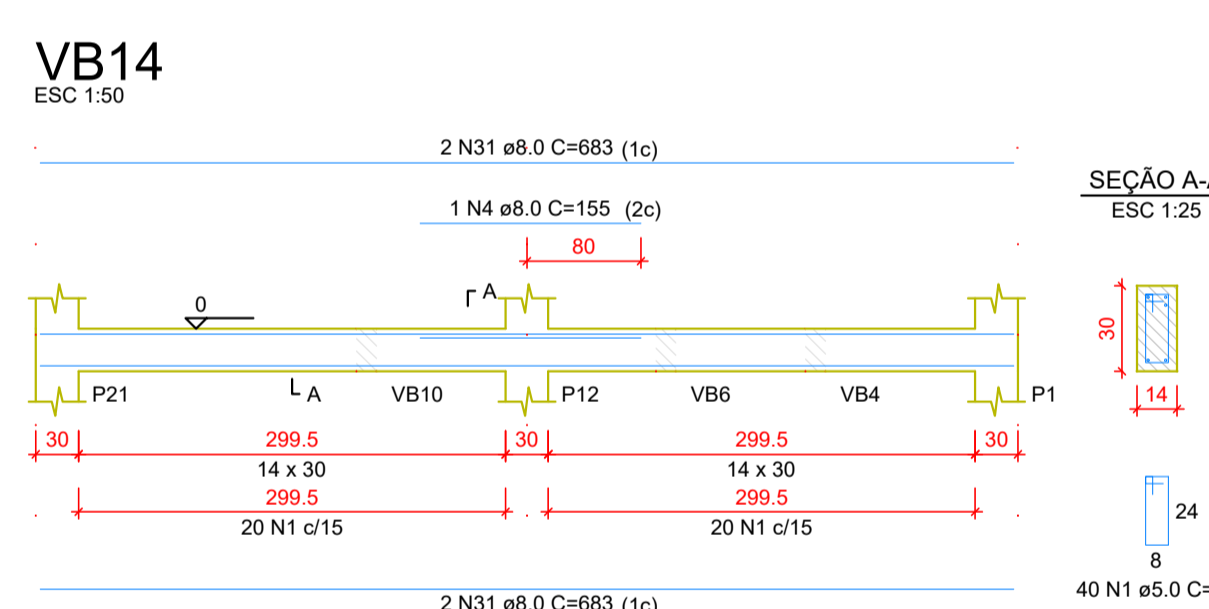 VB14
ESC 1:50
2 N31 ø8.0 C=683 (1c)
1 N4 ø8.0 C=155 (2c)
80
SEÇÃO A-
ESC 1:25
0
A
30
A
P21
VB10
P12
VB6
VB4
P1
14
30
299.5
30
299.5
30
14 x 30
14 x 30
299.5
299.5
20 N1 c/15
20 N1 c/15
24
8
40 N1 ø5.0 C=
2 N31 ø8.0 C=683 (1c)